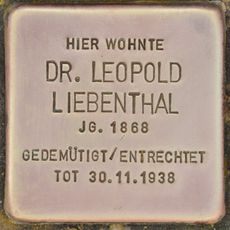 HIER WOHNTE
DR. LEOPOLD
LIEBENTHAL
JG. 1868
GEDEMÜTIGT/ENTRECHTET
TOT 30.11.1938